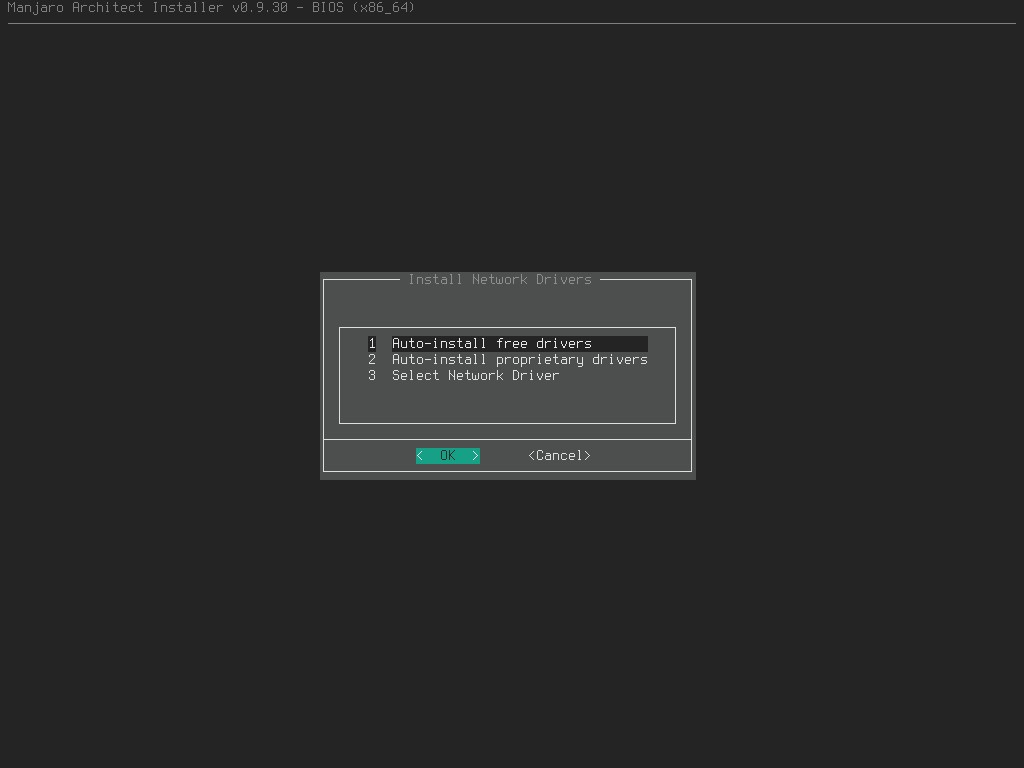 Manjaro Architect Installer v0.9.30 - BIOS (x86_64)
Install Network Drivers
1 Auto-install free drivers
2 Auto-install proprietary drivers
3 Select Network Driver
< OK > <Cancel>